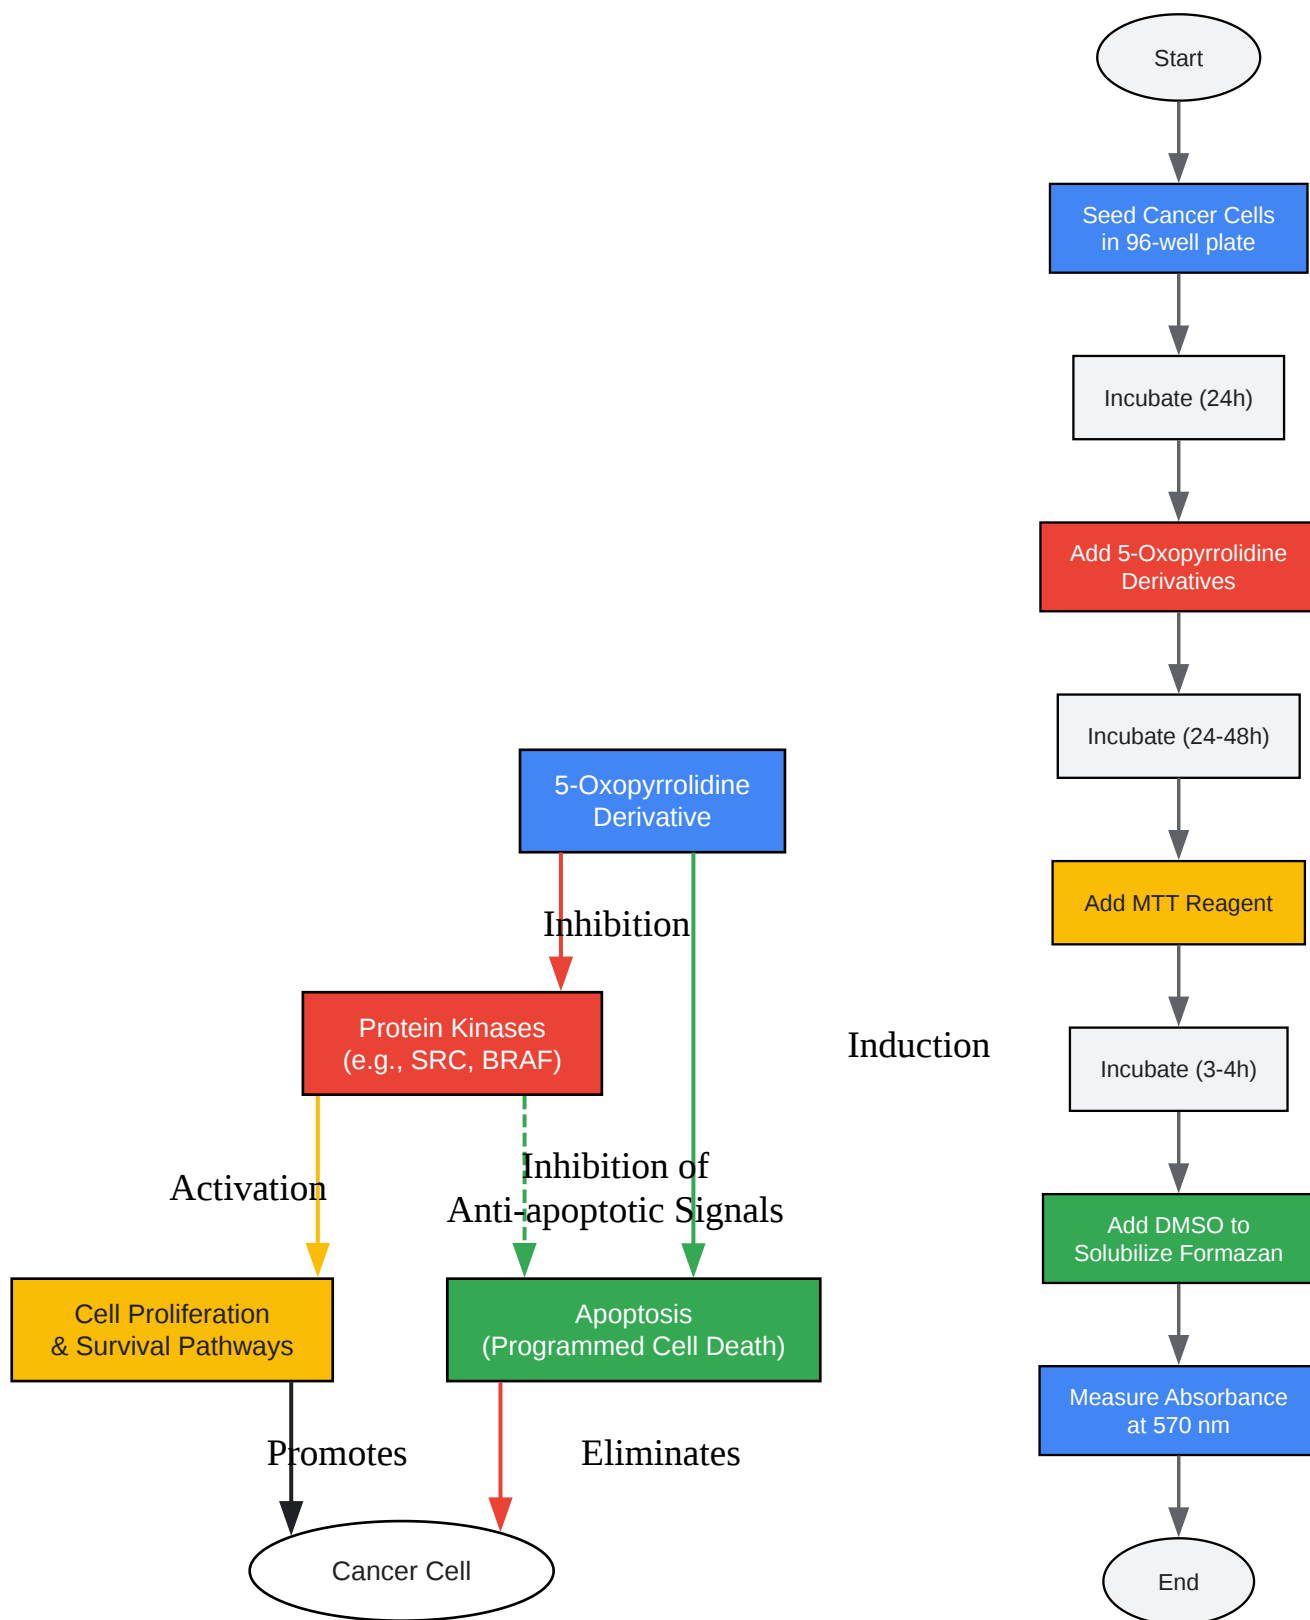 5-Oxopyrrolidine
Derivative
Inhibition
Protein Kinases
(e.g., SRC, BRAF)
Induction
Activation
Inhibition of
Anti-apoptotic Signals
Cell Proliferation
& Survival Pathways
Apoptosis
(Programmed Cell Death)
Promotes
Eliminates
Cancer Cell
Start
Seed Cancer Cells
in 96-well plate
Incubate (24h)
Add 5-Oxopyrrolidine
Derivatives
Incubate (24-48h)
Add MTT Reagent
Incubate (3-4h)
Add DMSO to
Solubilize Formazan
Measure Absorbance
at 570 nm
End